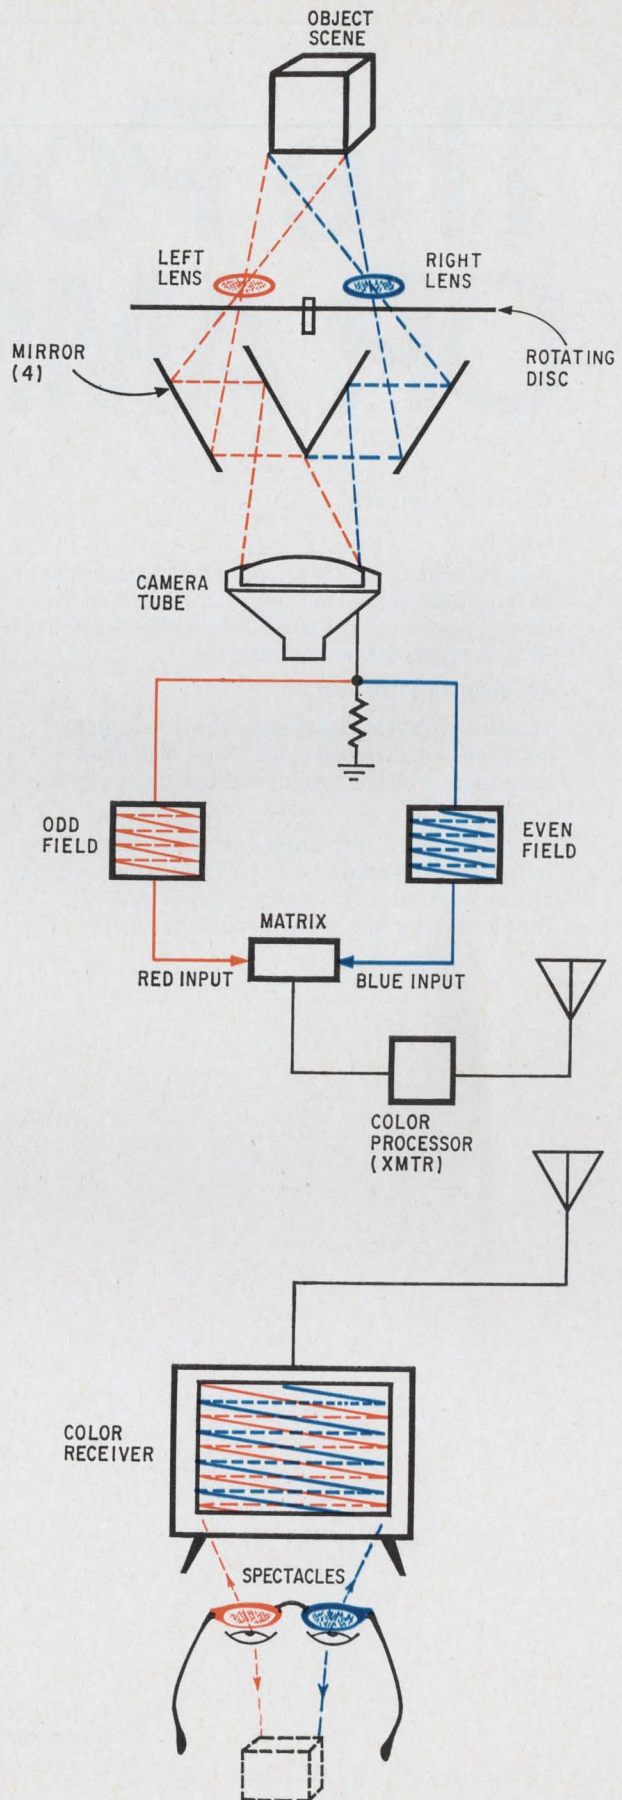 OBJECT
SCENE
LEFT
LENS
RIGHT
LENS
MIRROR
(4)
ROTATING
DISC
CAMERA
TUBE
ODD
FIELD
EVEN
FIELD
MATRIX
RED INPUT
BLUE INPUT
COLOR
PROCESSOR
(XMTR)
COLOR
RECEIVER
SPECTACLES